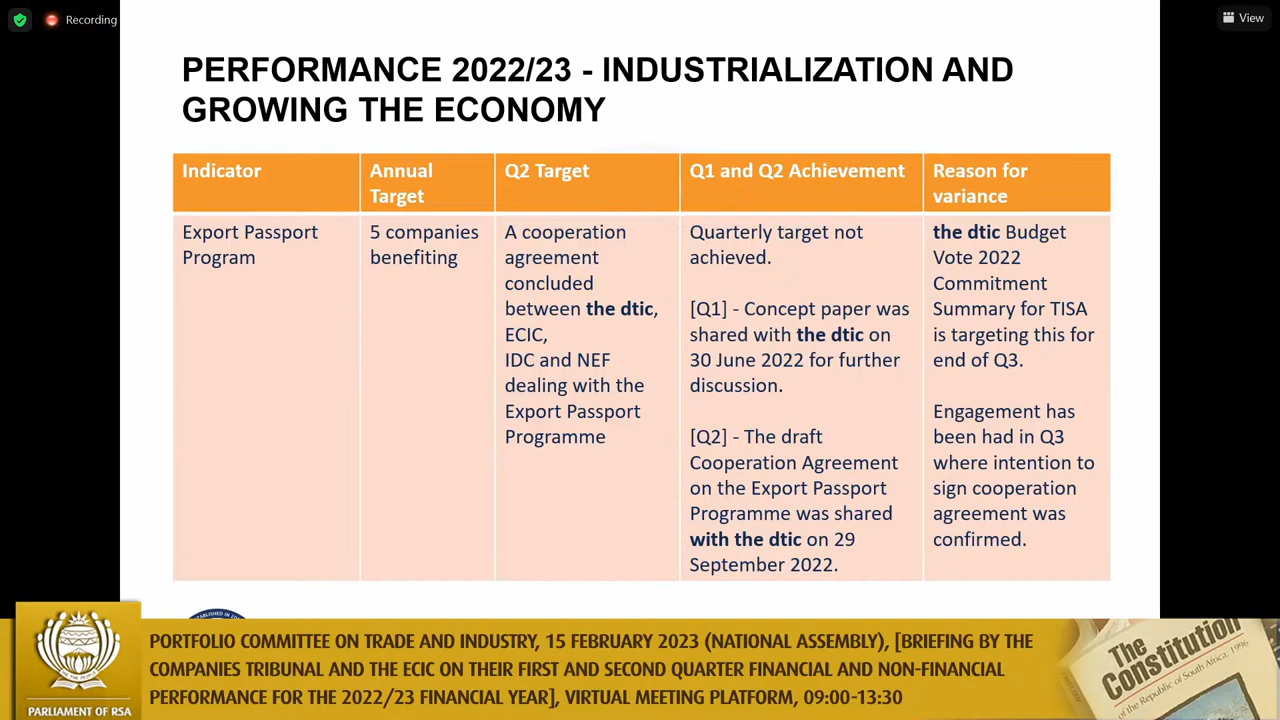 Recording
View
PERFORMANCE 2022/23 - INDUSTRIALIZATION AND
GROWING THE ECONOMY
Indicator
Annual
Target
Q2 Target
Q1 and Q2 Achievement
Reason for
variance
Export Passport
Program
5 companies
benefiting
A cooperation
agreement
concluded
between the dtic,
ECIC,
IDC and NEF
dealing with the
Export Passport
Programme
Quarterly target not
achieved.
[Q1] - Concept paper was
shared with the dtic on
30 June 2022 for further
discussion.
[Q2] - The draft
Cooperation Agreement
on the Export Passport
Programme was shared
with the dtic on 29
September 2022.
the dtic Budget
Vote 2022
Commitment
Summary for TISA
is targeting this for
end of Q3.
Engagement has
been had in Q3
where intention to
sign cooperation
agreement was
confirmed.
PORTFOLIO COMMITTEE ON TRADE AND INDUSTRY, 15 FEBRUARY 2023 (NATIONAL ASSEMBLY), [BRIEFING BY THE
COMPANIES TRIBUNAL AND THE ECIC ON THEIR FIRST AND SECOND QUARTER FINANCIAL AND NON-FINANCIAL
PERFORMANCE FOR THE 2022/23 FINANCIAL YEAR], VIRTUAL MEETING PLATFORM, 09:00-13:30
PARLIAMENT OF RSA
The
Constitution
of the Republic of South Africa, 1996